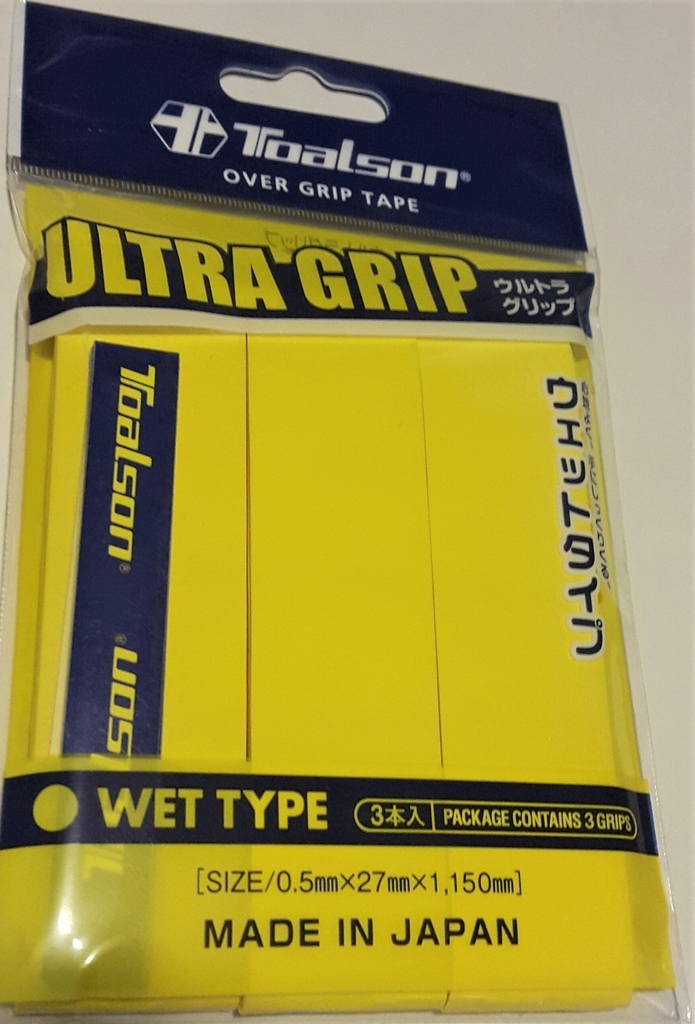 Toalson®
OVER GRIP TAPE
ULTRA GRIP
ウルトラ
グリップ
Toalson®
ウエットタイプ
WET TYPE
3本入 PACKAGE CONTAINS 3 GRIPS
[SIZE/0.5mm×27mm×1,150mm]
MADE IN JAPAN